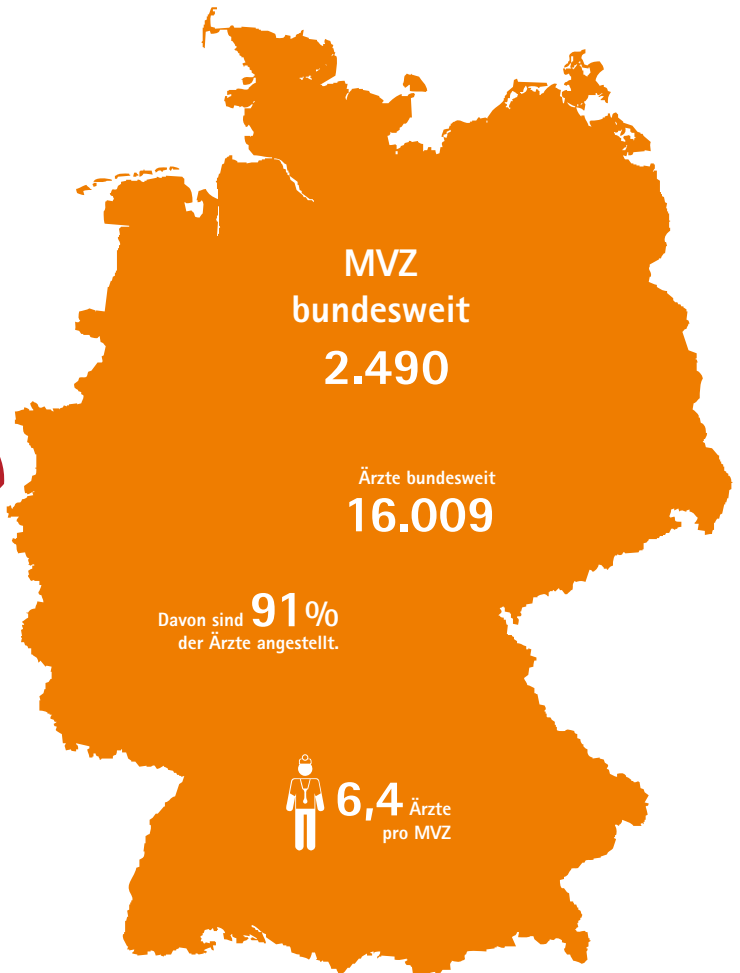 MVZ
bundesweit
2.490
Ärzte bundesweit
16.009
Davon sind 91%
der Ärzte angestellt.
6,4 Ärzte
pro MVZ